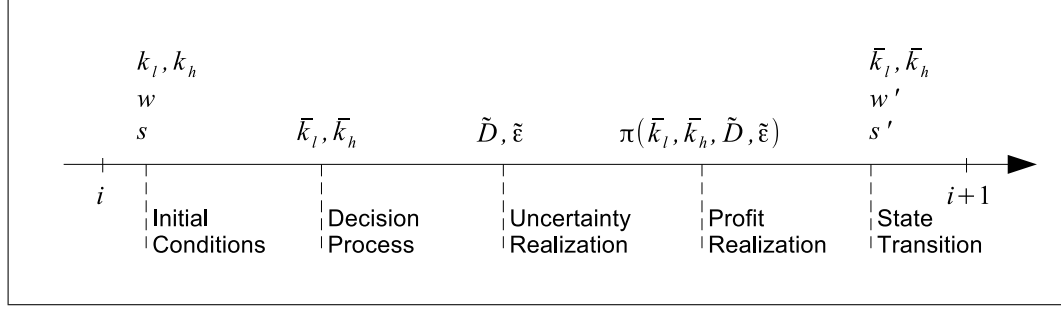 k_l, k_h
w
s
k̄_l, k̄_h
D̃, ε̃
π(k̄_l, k̄_h, D̃, ε̃)
k̄_l, k̄_h
w'
s'
i
i+1
Initial
Conditions
Decision
Process
Uncertainty
Realization
Profit
Realization
State
Transition